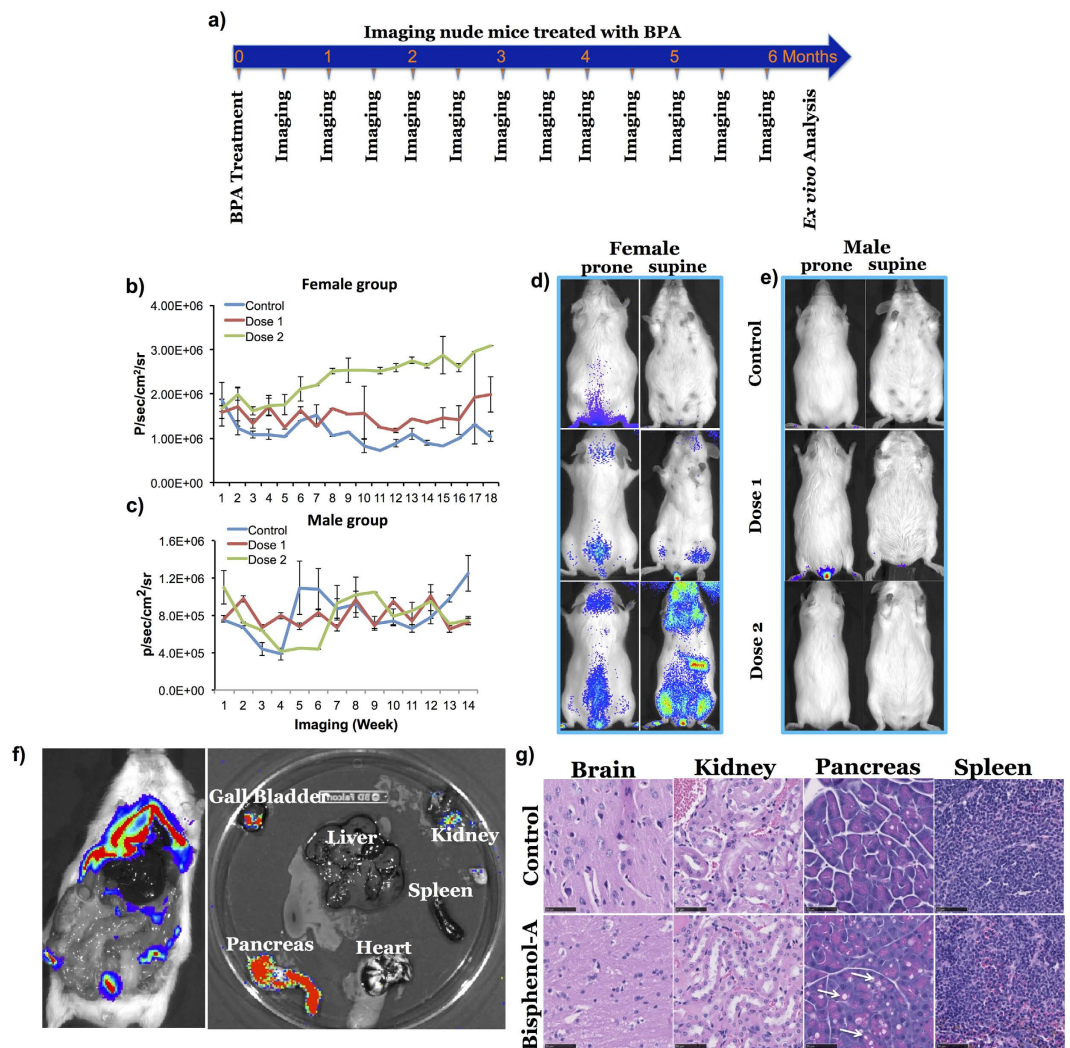 a)
Imaging nude mice treated with BPA
0 1 2 3 4 5 6 Months
BPA Treatment
Imaging
Imaging
Imaging
Imaging
Imaging
Imaging
Imaging
Imaging
Imaging
Imaging
Imaging
Imaging
Ex vivo Analysis
b)
Female group
4.00E+06
3.00E+06
2.00E+06
1.00E+06
0.00E+00
P/sec/cm²/sr
Control
Dose 1
Dose 2
1 2 3 4 5 6 7 8 9 10 11 12 13 14 15 16 17 18
c)
Male group
1.6E+06
1.2E+06
8.0E+05
4.0E+05
0.0E+00
p/sec/cm²/sr
Control
Dose 1
Dose 2
1 2 3 4 5 6 7 8 9 10 11 12 13 14
Imaging (Week)
d)
Female
prone supine
e)
Male
prone supine
Control
Dose 1
Dose 2
f)
Gall Bladder
BD Falcon
Kidney
Liver
Spleen
Pancreas
Heart
g)
Brain Kidney Pancreas Spleen
Control
Bisphenol-A